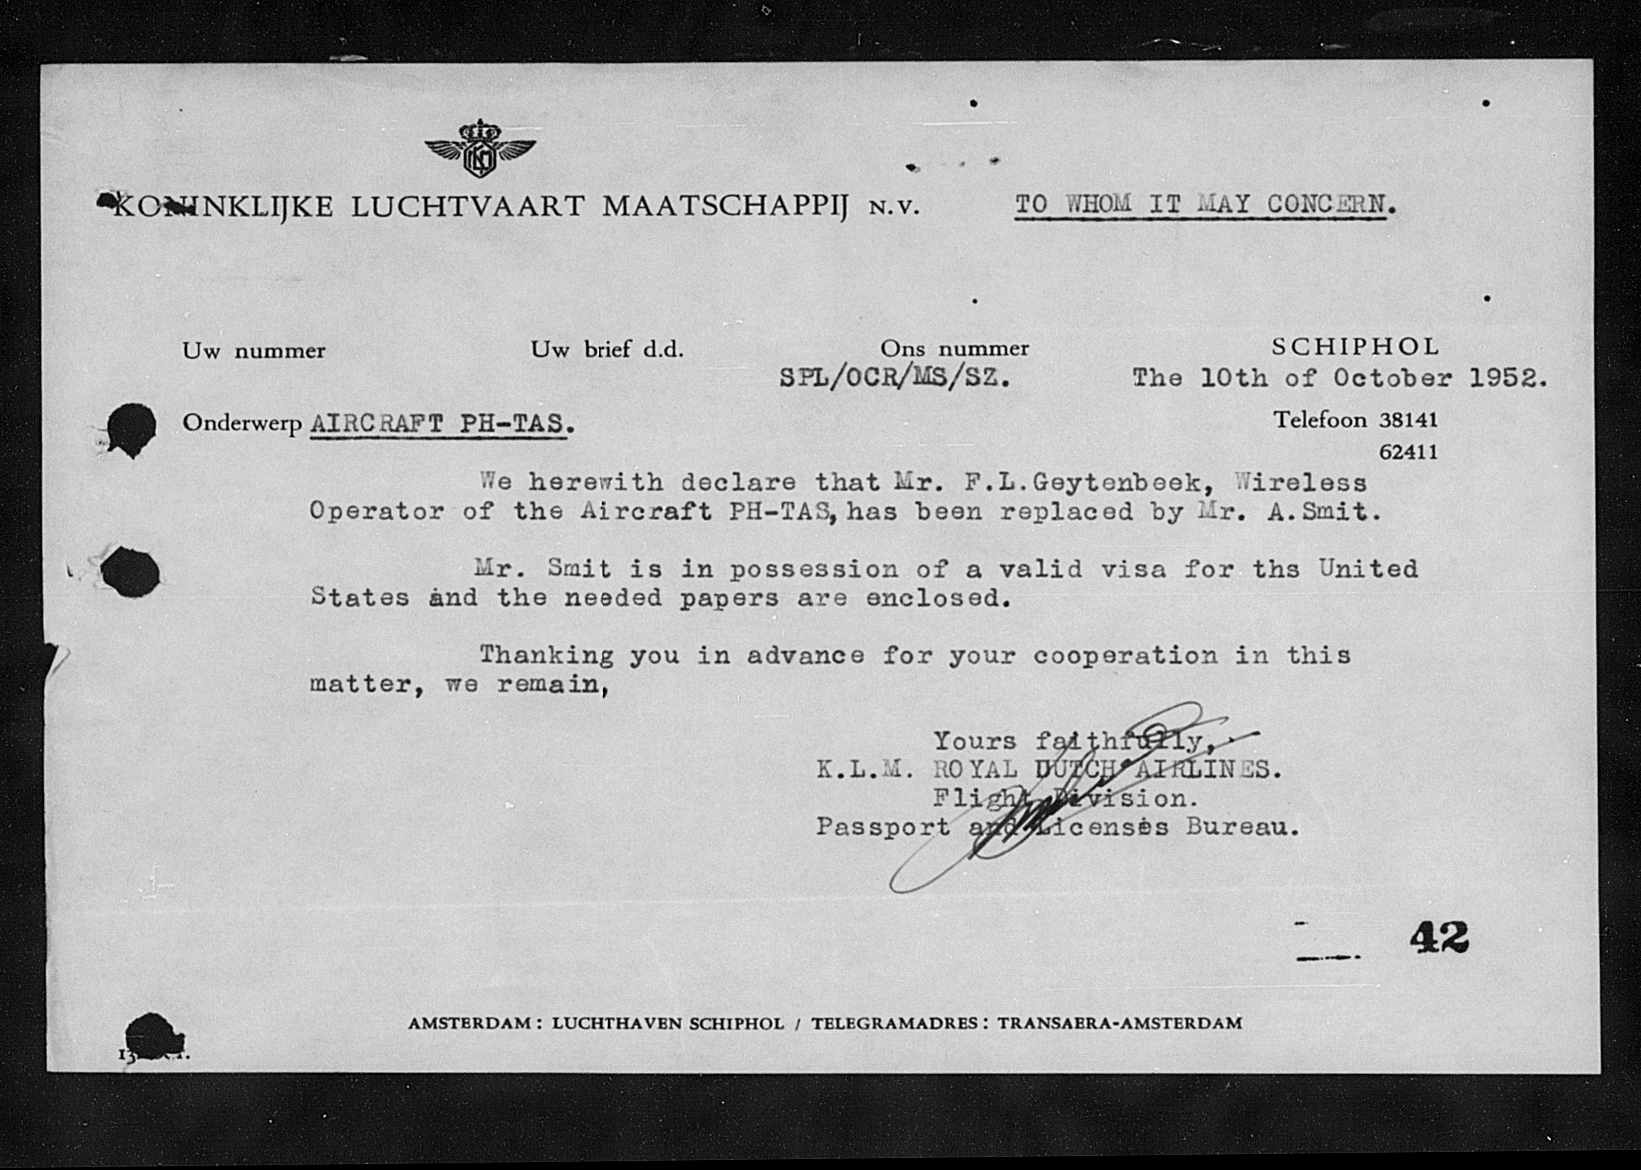 KLM
KONINKLIJKE LUCHTVAART MAATSCHAPPIJ N.V.
TO WHOM IT MAY CONCERN.
Uw nummer Uw brief d.d. Ons nummer SCHIPHOL
SPL/OCR/MS/SZ. The 10th of October 1952.
Onderwerp AIRCRAFT PH-TAS. Telefoon 38141
62411
We herewith declare that Mr. F.L.Geytenbeek, Wireless
Operator of the Aircraft PH-TAS, has been replaced by Mr. A.Smit.
Mr. Smit is in possession of a valid visa for ths United
States and the needed papers are enclosed.
Thanking you in advance for your cooperation in this
matter, we remain,
Yours faithfully,
K.L.M. ROYAL DUTCH AIRLINES.
Flight Division.
Passport and Licenses Bureau.
42
AMSTERDAM: LUCHTHAVEN SCHIPHOL / TELEGRAMADRES: TRANSAERA-AMSTERDAM